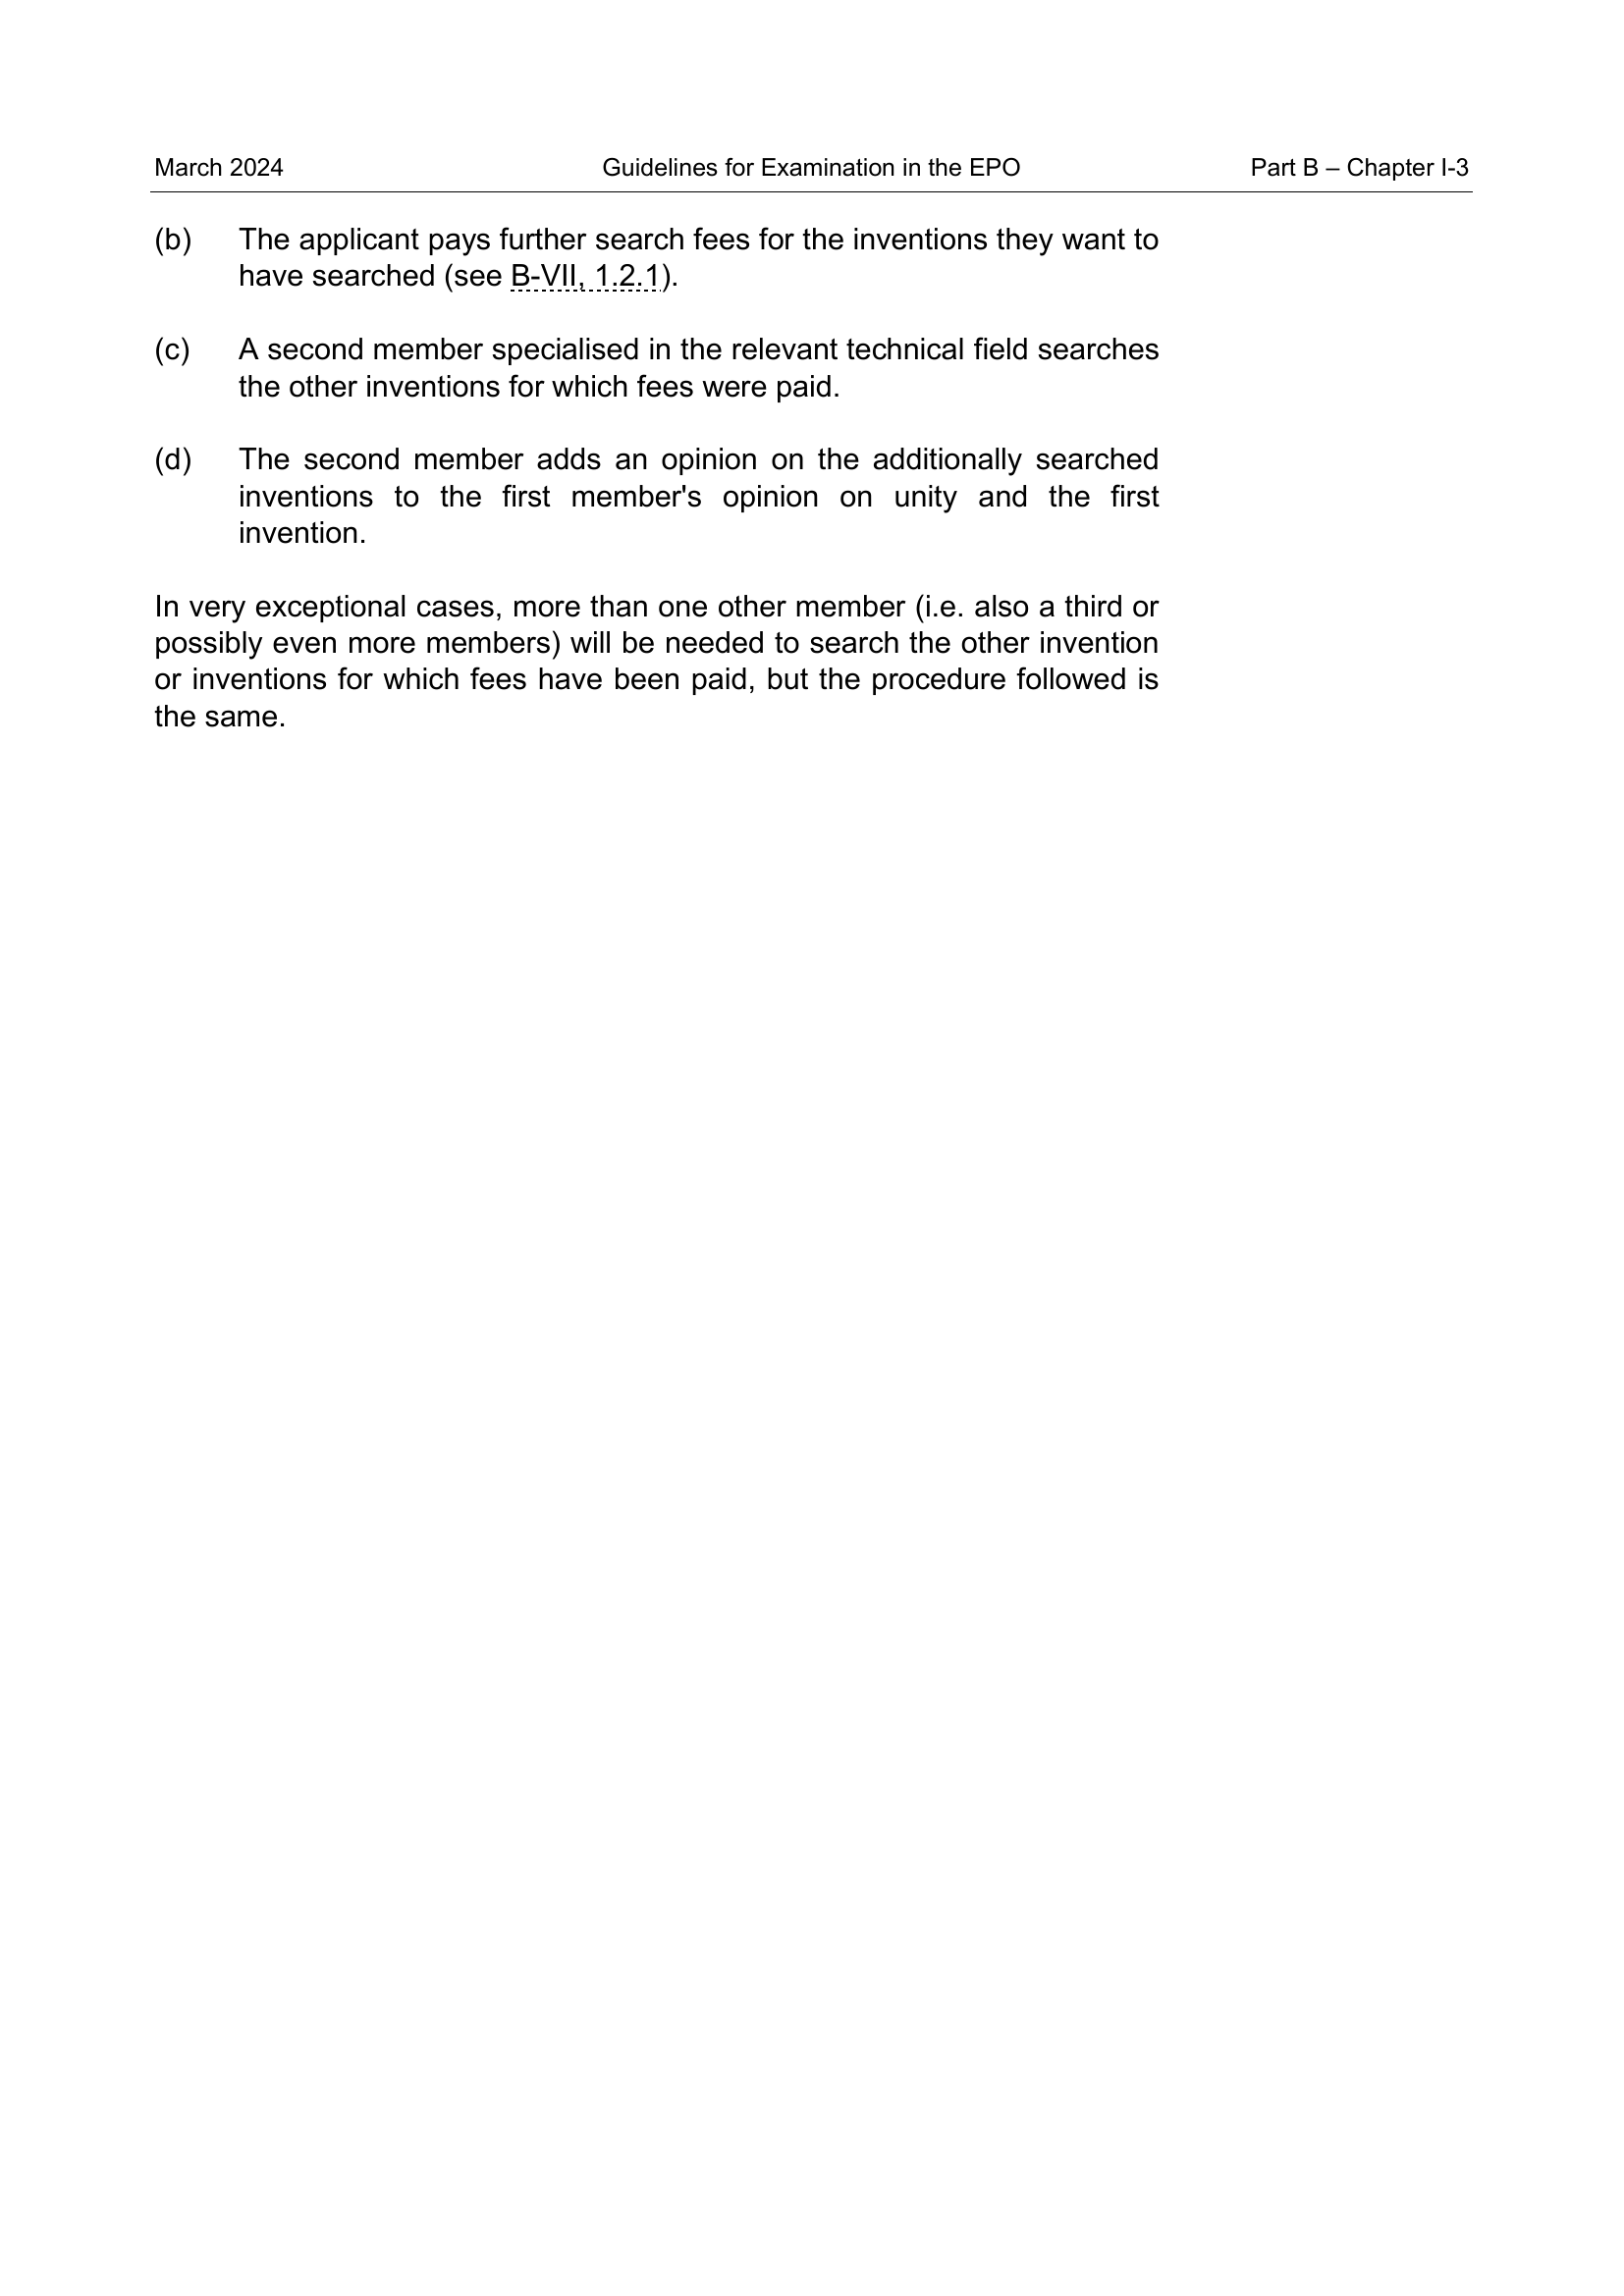 March 2024 Guidelines for Examination in the EPO Part B – Chapter I-3
(b) The applicant pays further search fees for the inventions they want to
have searched (see B-VII, 1.2.1).
(c) A second member specialised in the relevant technical field searches
the other inventions for which fees were paid.
(d) The second member adds an opinion on the additionally searched
inventions to the first member's opinion on unity and the first
invention.
In very exceptional cases, more than one other member (i.e. also a third or
possibly even more members) will be needed to search the other invention
or inventions for which fees have been paid, but the procedure followed is
the same.